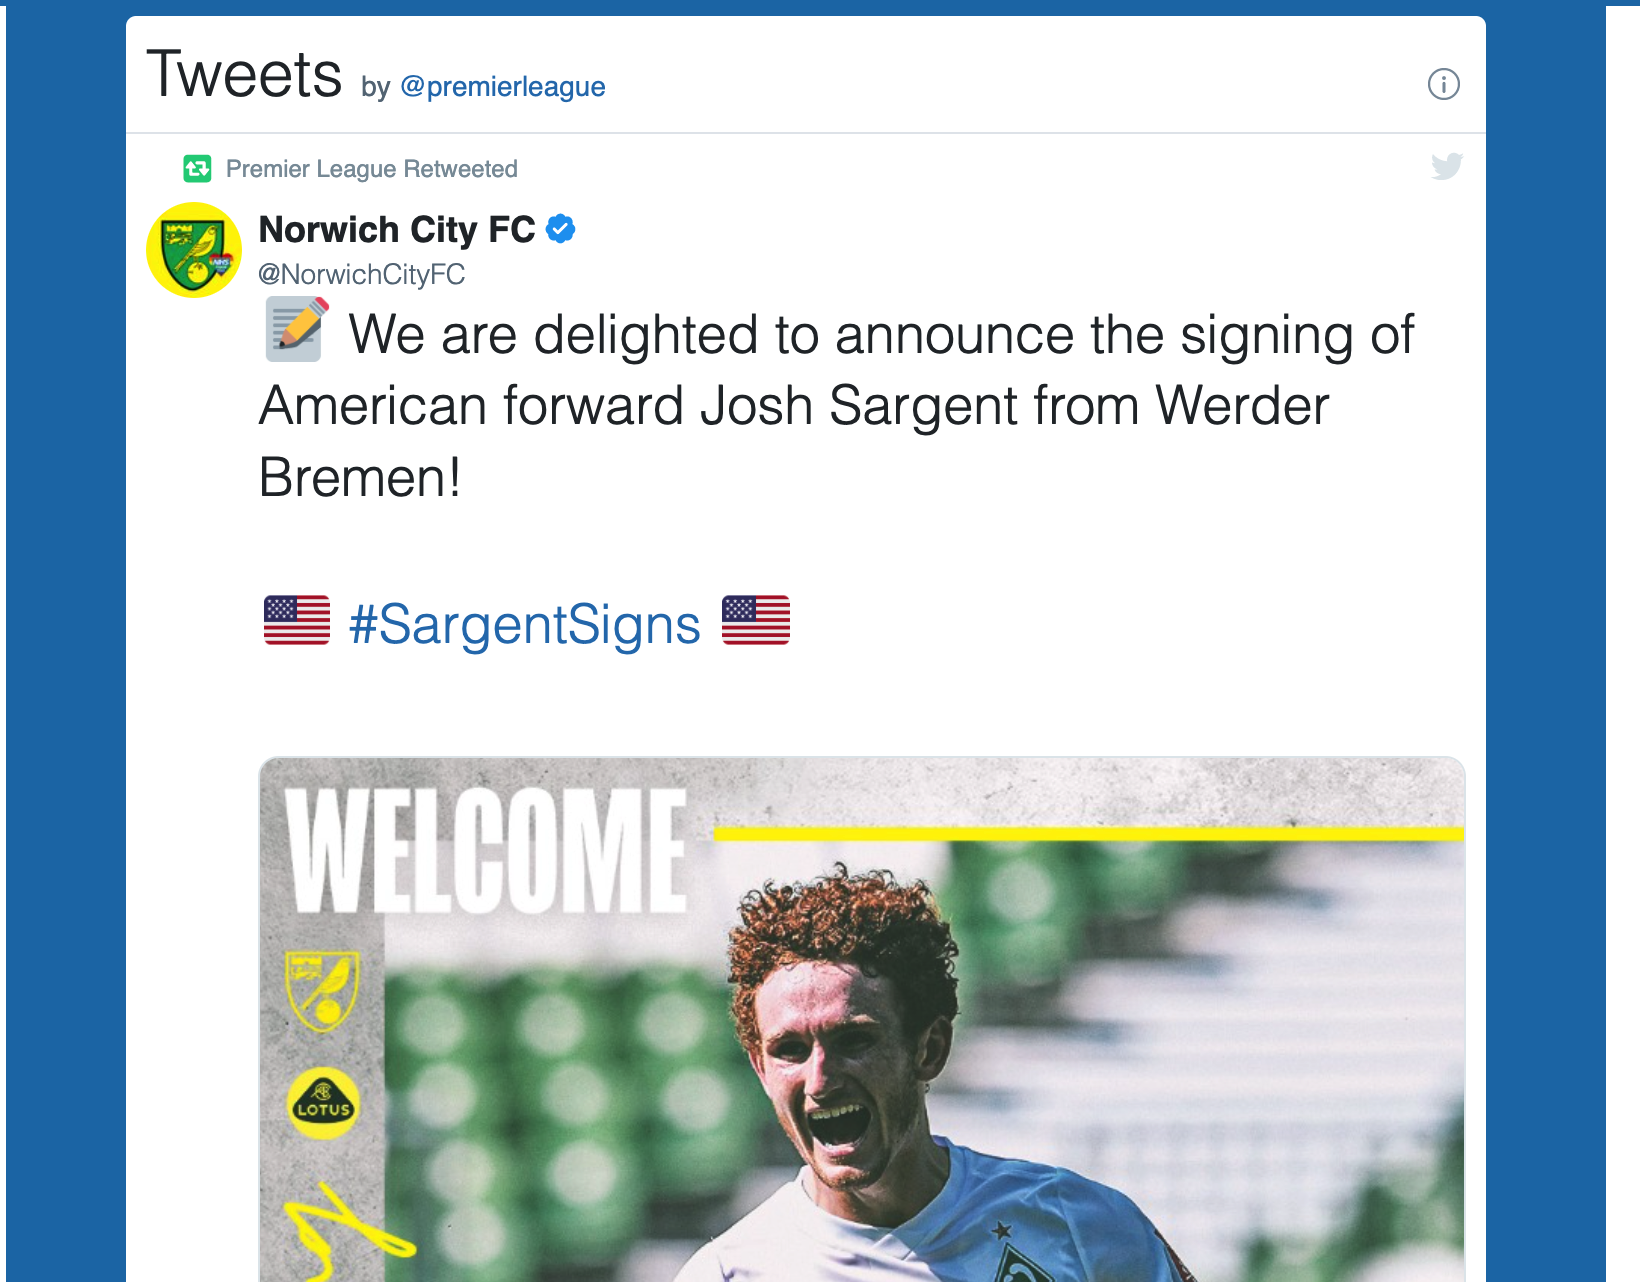 Tweets by @premierleague
Premier League Retweeted
Norwich City FC
@NorwichCityFC
📝 We are delighted to announce the signing of
American forward Josh Sargent from Werder
Bremen!
🇺🇸 #SargentSigns 🇺🇸
WELCOME
LOTUS